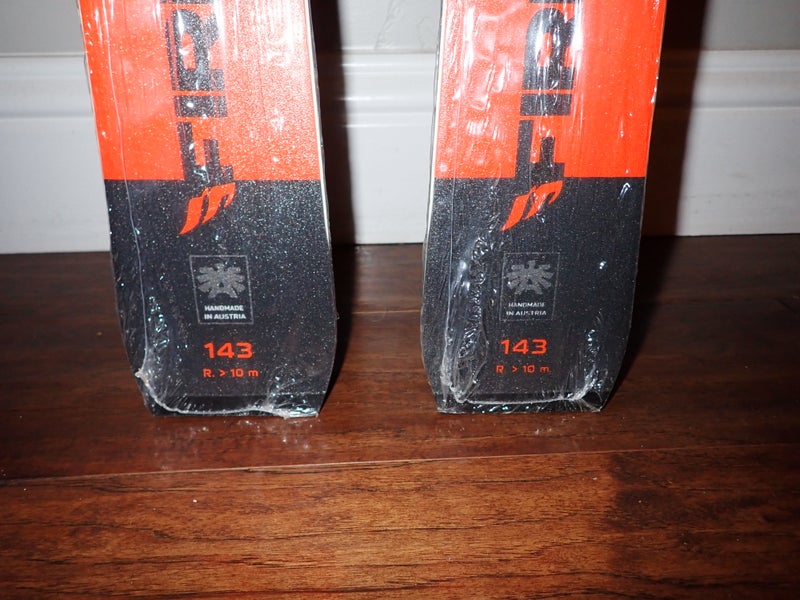 HANDMADE
IN AUSTRIA
143
R. > 10 m
HANDMADE
IN AUSTRIA
143
R. > 10 m